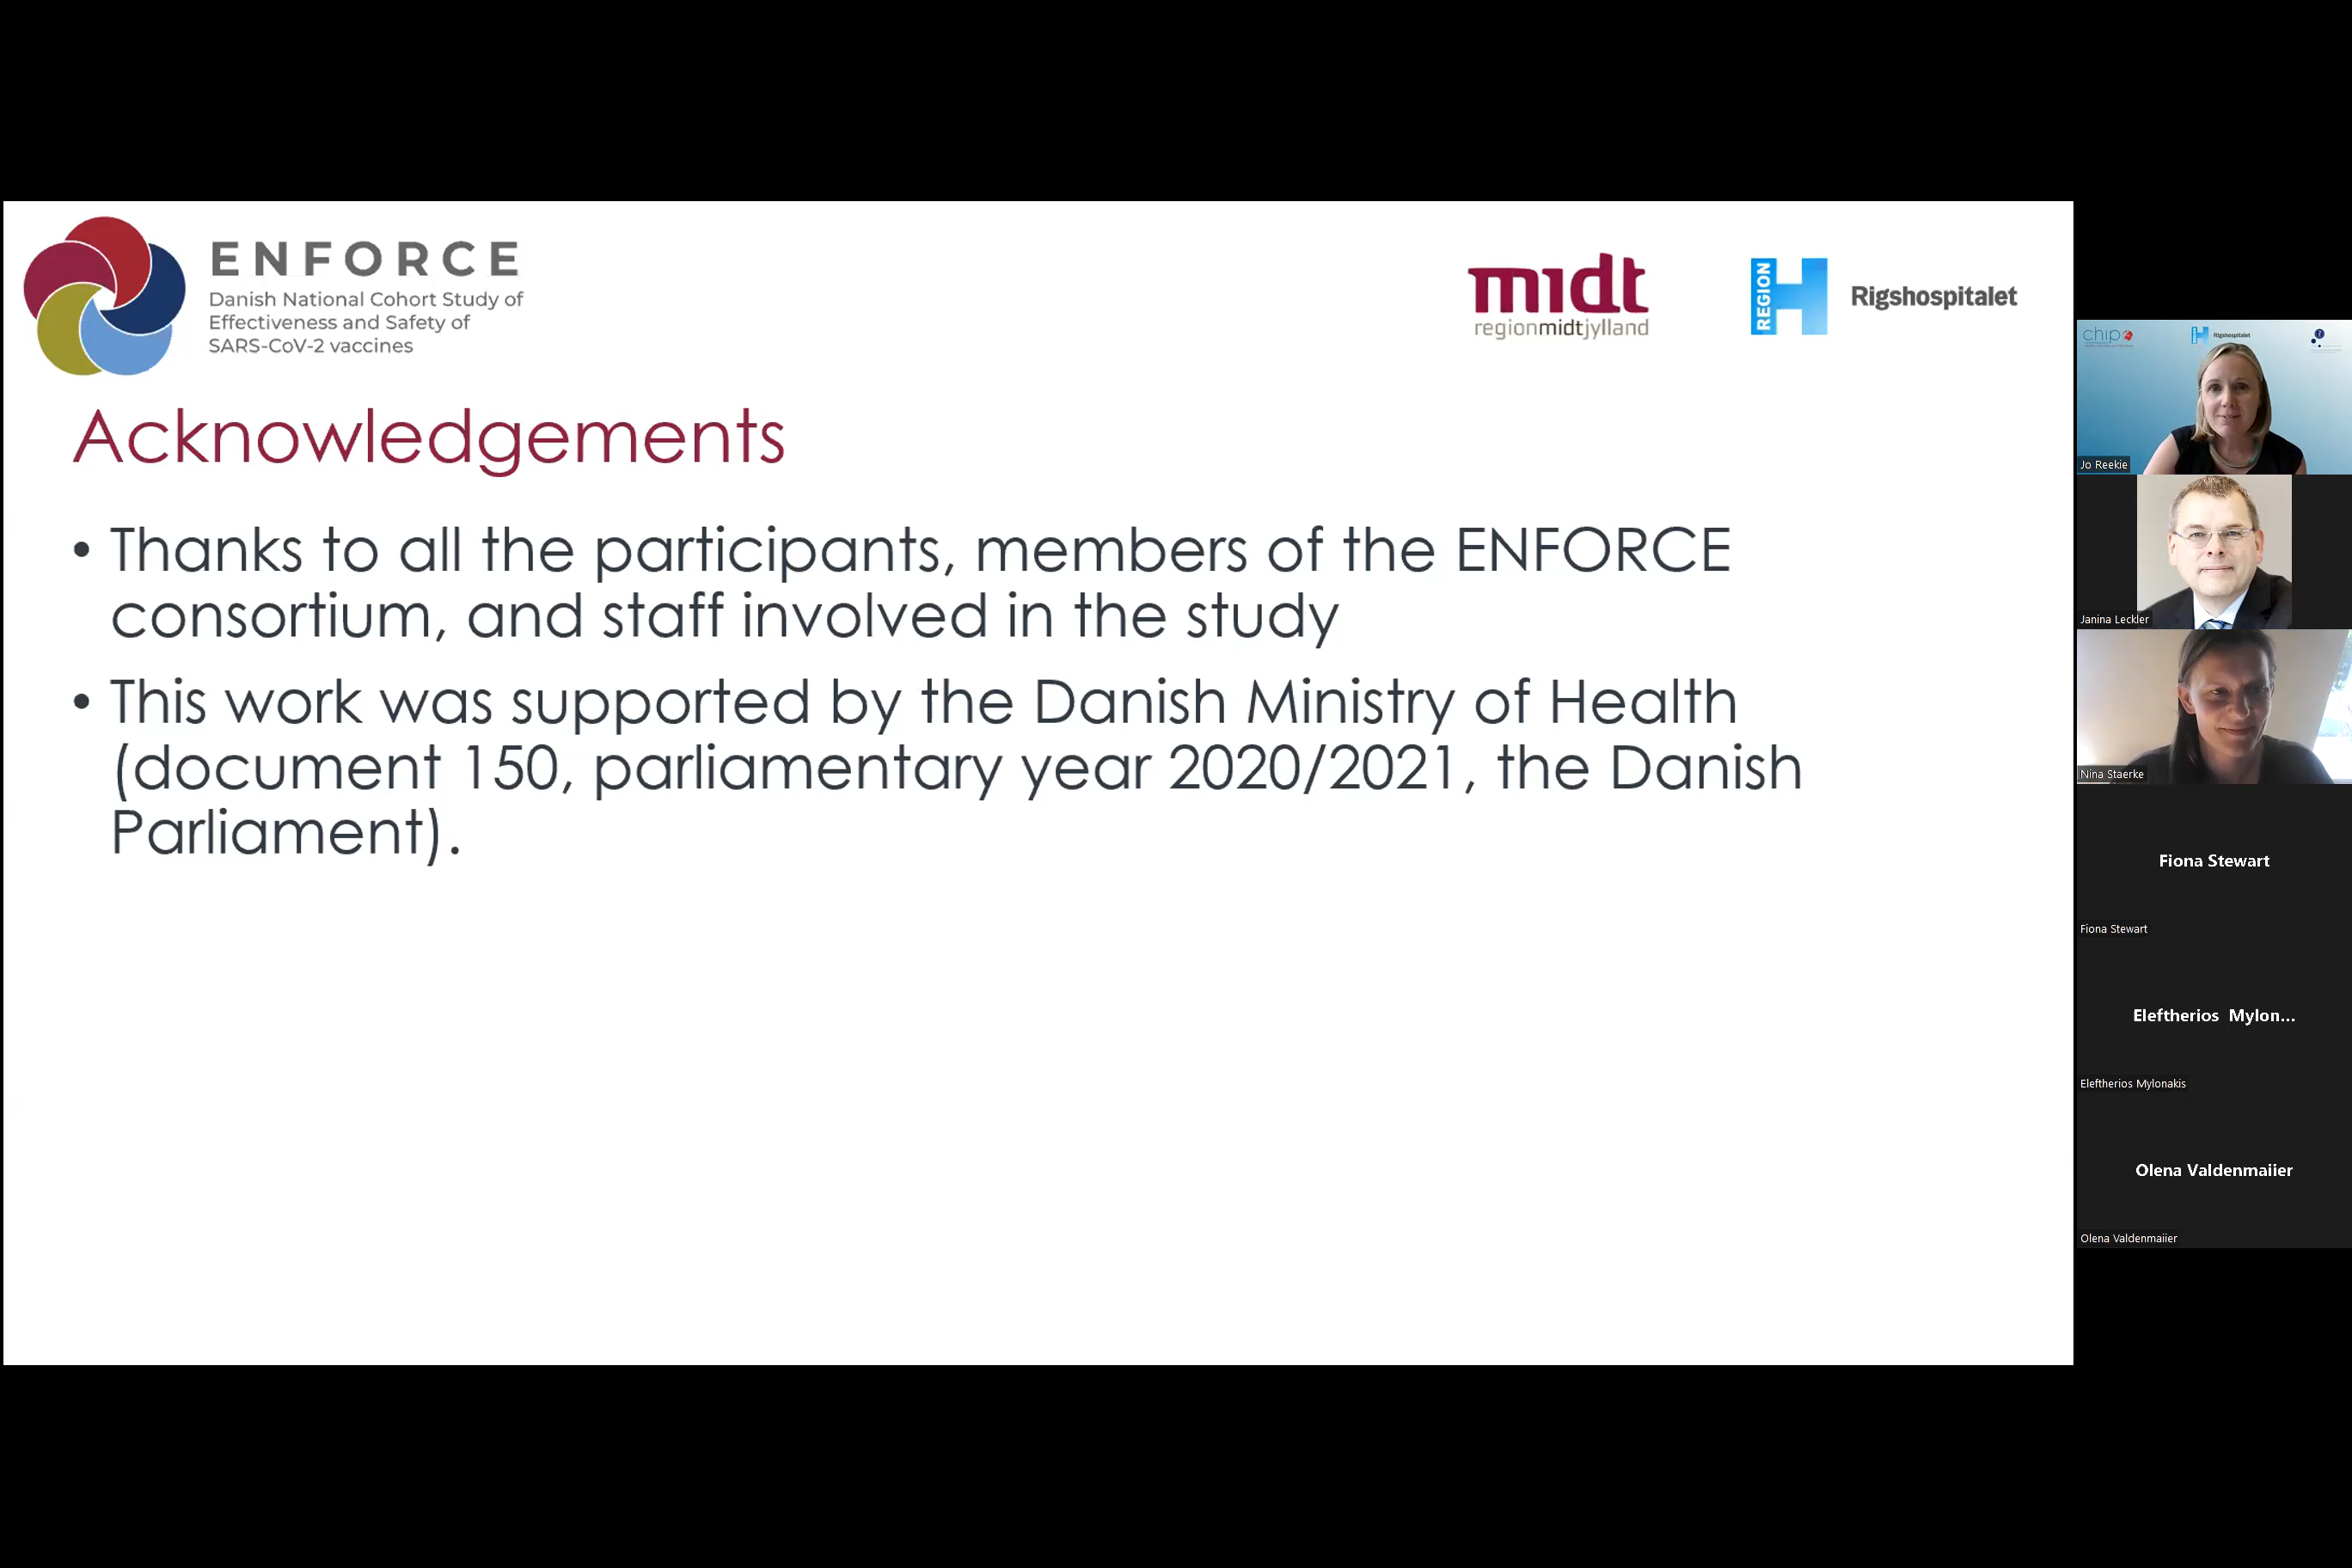 ENFORCE
Danish National Cohort Study of
Effectiveness and Safety of
SARS-CoV-2 vaccines
midt
regionmidtjylland
REGION H
Rigshospitalet
Acknowledgements
• Thanks to all the participants, members of the ENFORCE
consortium, and staff involved in the study
• This work was supported by the Danish Ministry of Health
(document 150, parliamentary year 2020/2021, the Danish
Parliament).
chip
Rigshospitalet
Jo Reekie
Janina Leckler
Nina Staerke
Fiona Stewart
Fiona Stewart
Eleftherios Mylon...
Eleftherios Mylonakis
Olena Valdenmaiier
Olena Valdenmaiier